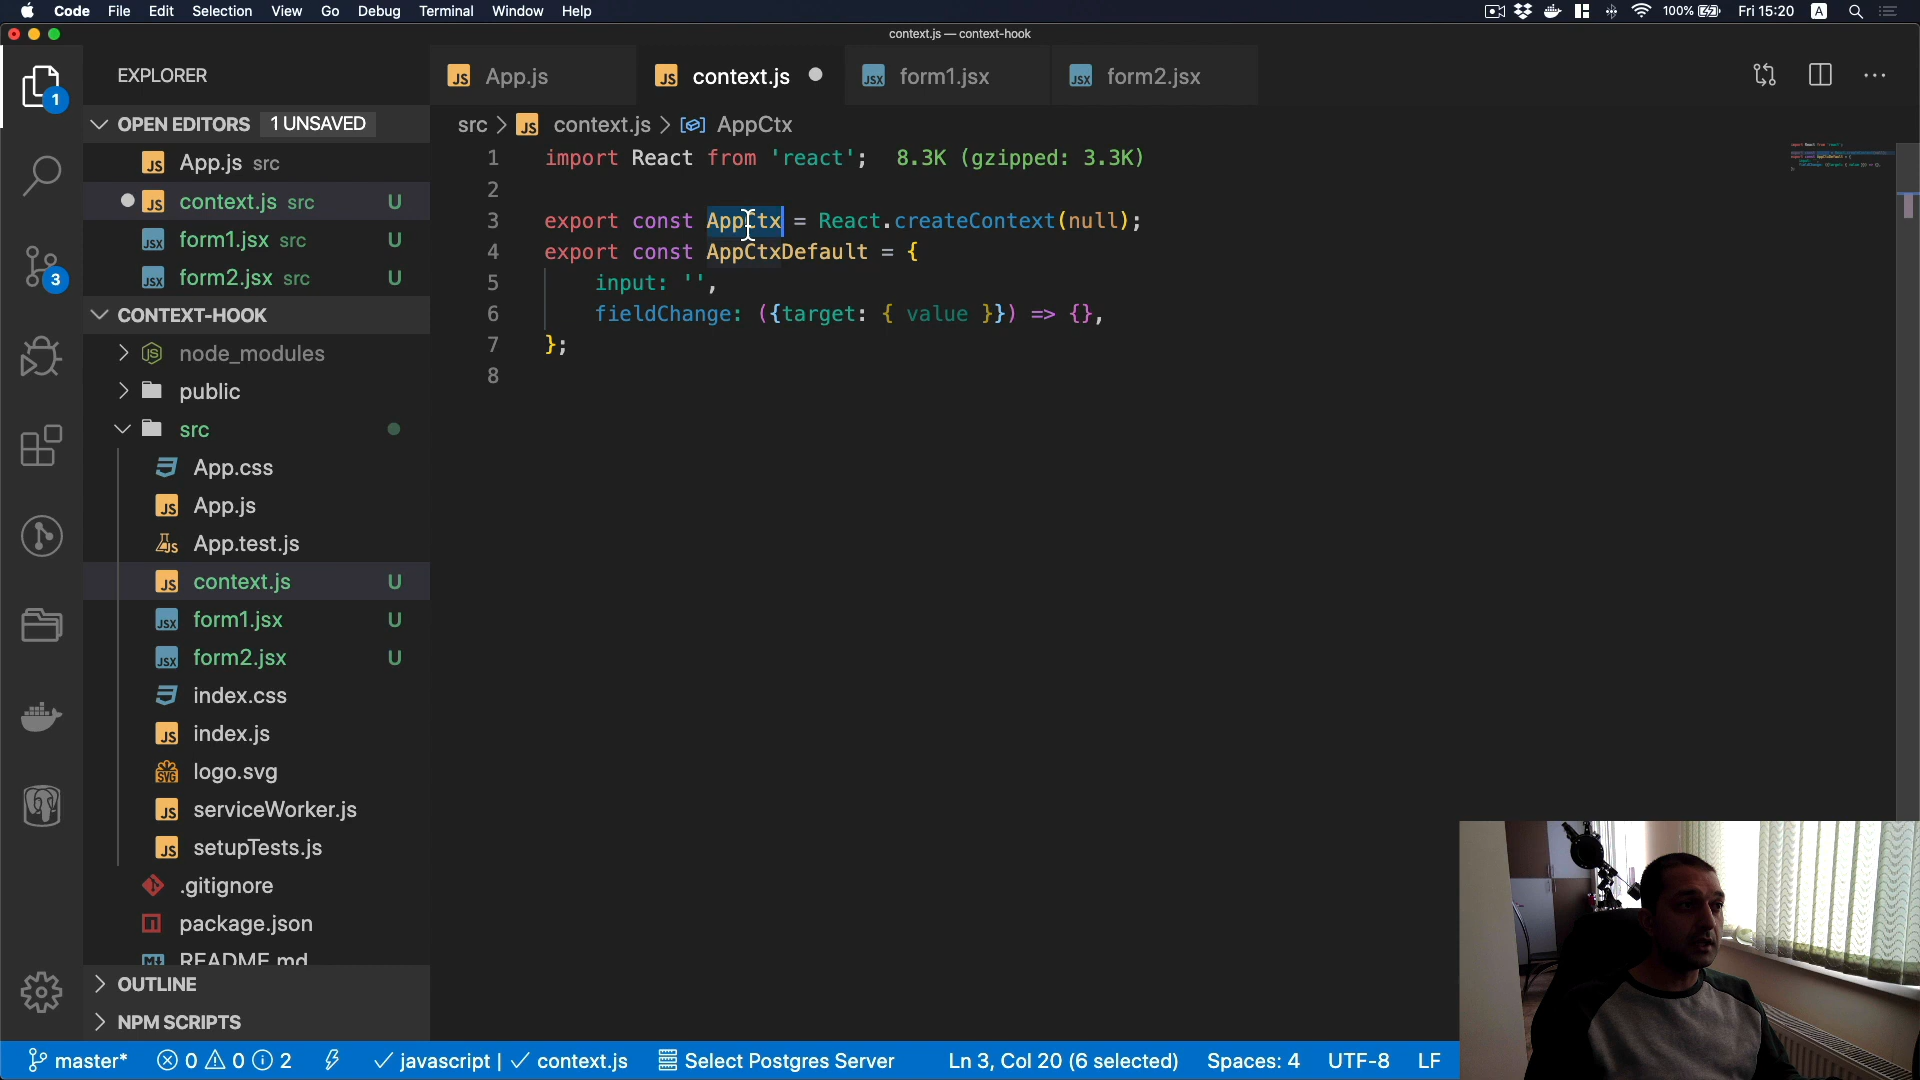 Code File Edit Selection View Go Debug Terminal Window Help
100% Fri 15:20 A
context.js — context-hook
EXPLORER
App.js
context.js
form1.jsx
form2.jsx
OPEN EDITORS 1 UNSAVED
App.js src
context.js src U
form1.jsx src U
form2.jsx src U
CONTEXT-HOOK
node_modules
public
src
App.css
App.js
App.test.js
context.js U
form1.jsx U
form2.jsx U
index.css
index.js
logo.svg
serviceWorker.js
setupTests.js
.gitignore
package.json
README.md
OUTLINE
NPM SCRIPTS
1
3
src > context.js > AppCtx
1 import React from 'react'; 8.3K (gzipped: 3.3K)
2
3 export const AppCtx = React.createContext(null);
4 export const AppCtxDefault = {
5 input: '',
6 fieldChange: ({target: { value }}) => {},
7 };
8
master* 0 0 2 javascript | context.js Select Postgres Server Ln 3, Col 20 (6 selected) Spaces: 4 UTF-8 LF